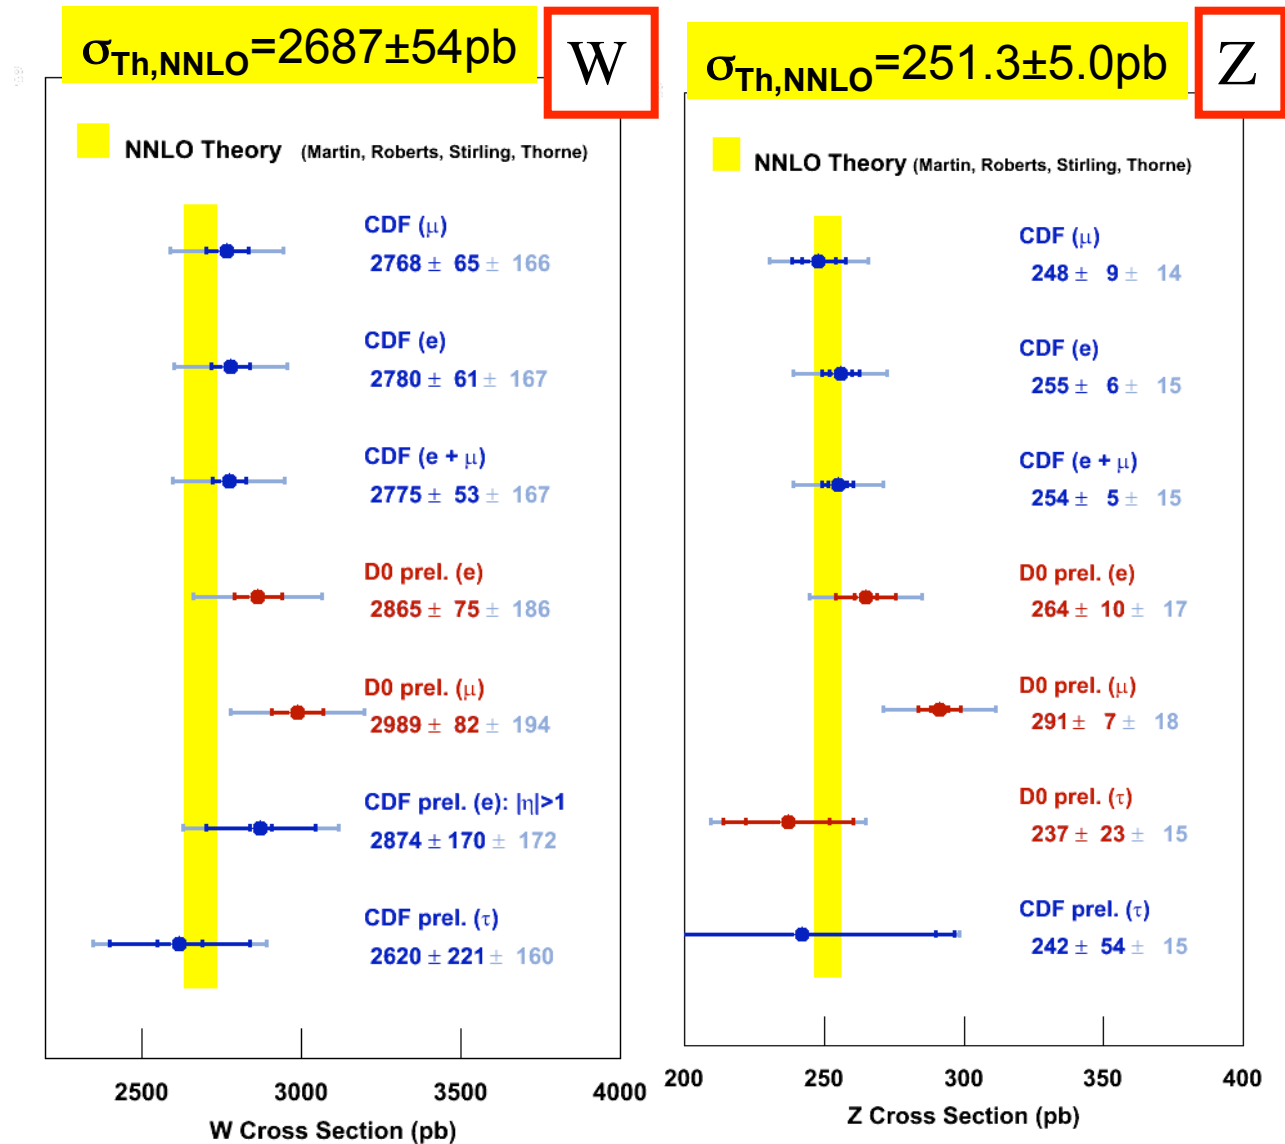 σTh,NNLO=2687±54pb
W
NNLO Theory (Martin, Roberts, Stirling, Thorne)
CDF (μ)
2768 ± 65 ± 166
CDF (e)
2780 ± 61 ± 167
CDF (e + μ)
2775 ± 53 ± 167
D0 prel. (e)
2865 ± 75 ± 186
D0 prel. (μ)
2989 ± 82 ± 194
CDF prel. (e): |η|>1
2874 ± 170 ± 172
CDF prel. (τ)
2620 ± 221 ± 160
2500 3000 3500 4000
W Cross Section (pb)
σTh,NNLO=251.3±5.0pb
Z
NNLO Theory (Martin, Roberts, Stirling, Thorne)
CDF (μ)
248 ± 9 ± 14
CDF (e)
255 ± 6 ± 15
CDF (e + μ)
254 ± 5 ± 15
D0 prel. (e)
264 ± 10 ± 17
D0 prel. (μ)
291 ± 7 ± 18
D0 prel. (τ)
237 ± 23 ± 15
CDF prel. (τ)
242 ± 54 ± 15
200 250 300 350 400
Z Cross Section (pb)